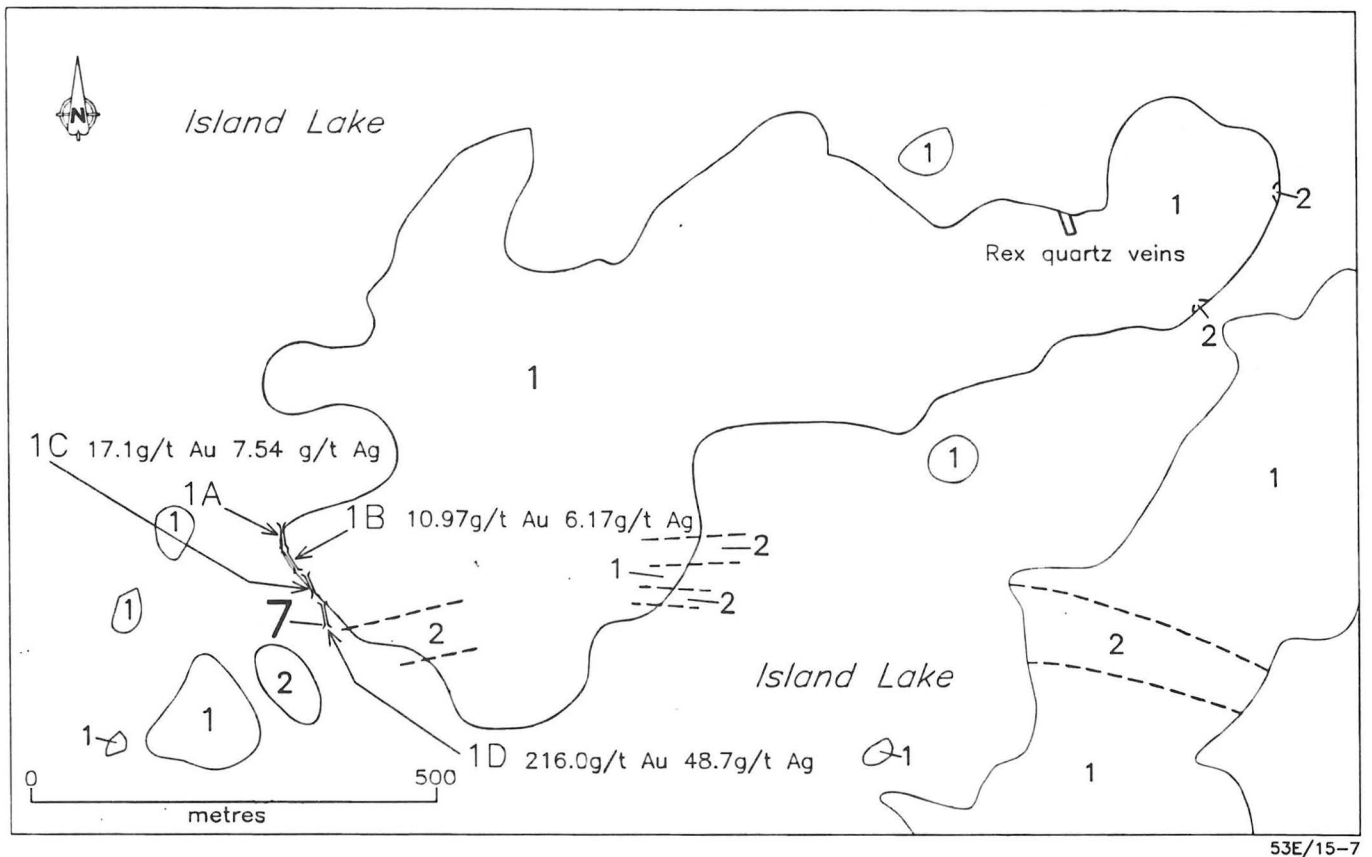 N
Island Lake
1
1
2
Rex quartz veins
2
1
1C 17.1g/t Au 7.54 g/t Ag
1
1
1A
1
1B 10.97g/t Au 6.17g/t Ag
2
1
2
1
7
2
2
Island Lake
2
1
1
1
1D 216.0g/t Au 48.7g/t Ag
1
1
0
500
metres
53E/15-7